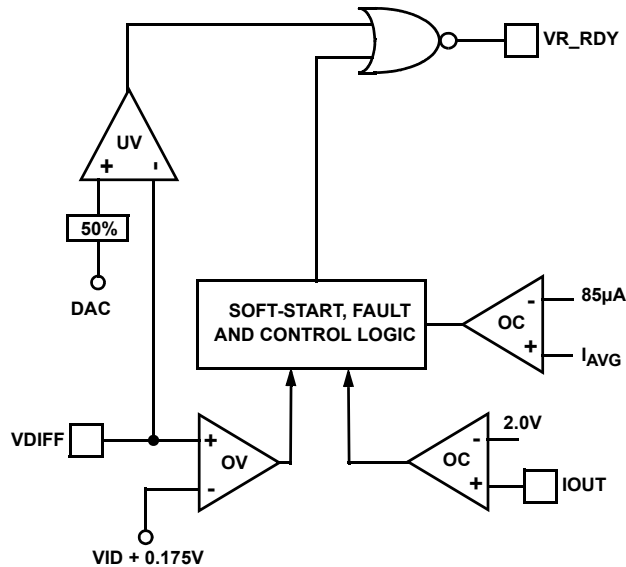 VR_RDY
UV
+ -
50%
DAC
SOFT-START, FAULT
AND CONTROL LOGIC
-
OC
+
85µA
IAVG
VDIFF
+
OV
-
VID + 0.175V
-
OC
+
2.0V
IOUT